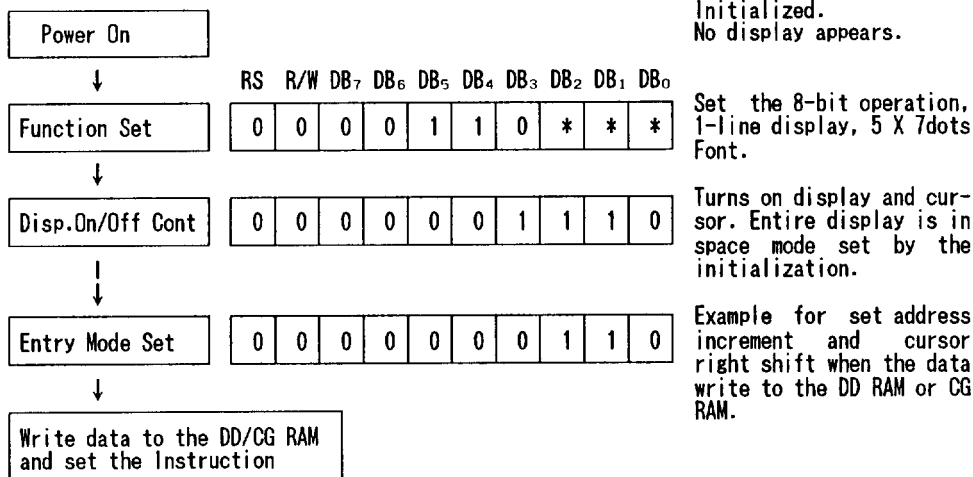 Initialized.
Power On
No display appears.
RS R/W DB₇ DB₆ DB₅ DB₄ DB₃ DB₂ DB₁ DB₀
Function Set
0 0 0 0 1 1 0 * * *
Set the 8-bit operation,
1-line display, 5 X 7dots
Font.
Disp.On/Off Cont
0 0 0 0 0 0 1 1 1 0
Turns on display and cur-
sor. Entire display is in
space mode set by the
initialization.
Entry Mode Set
0 0 0 0 0 0 0 1 1 0
Example for set address
increment and cursor
right shift when the data
write to the DD RAM or CG
RAM.
Write data to the DD/CG RAM
and set the Instruction